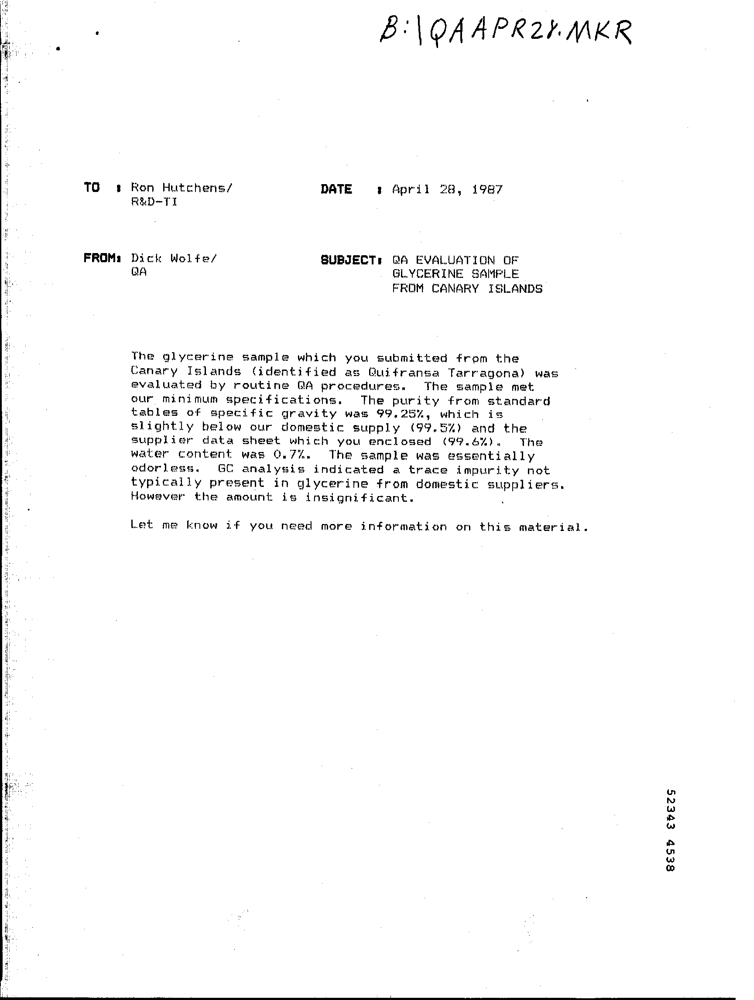 B:\QAAPR28.MKR
TO : Ron Hutchens/
R&D-TI
DATE : April 28, 1987
FROM: Dick Wolfe/
QA
SUBJECT: QA EVALUATION OF
GLYCERINE SAMPLE
FROM CANARY ISLANDS
The glycerine sample which you submitted from the
Canary Islands (identified as Quifransa Tarragona) was
evaluated by routine QA procedures. The sample met
our minimum specifications. The purity from standard
tables of specific gravity was 99.25%, which is
slightly below our domestic supply (99.5%) and the
supplier data sheet which you enclosed (99.6%). The
water content was 0.7%. The sample was essentially
odorless. GC analysis indicated a trace impurity not
typically present in glycerine from domestic suppliers.
However the amount is insignificant.
Let me know if you need more information on this material.
52343 4538